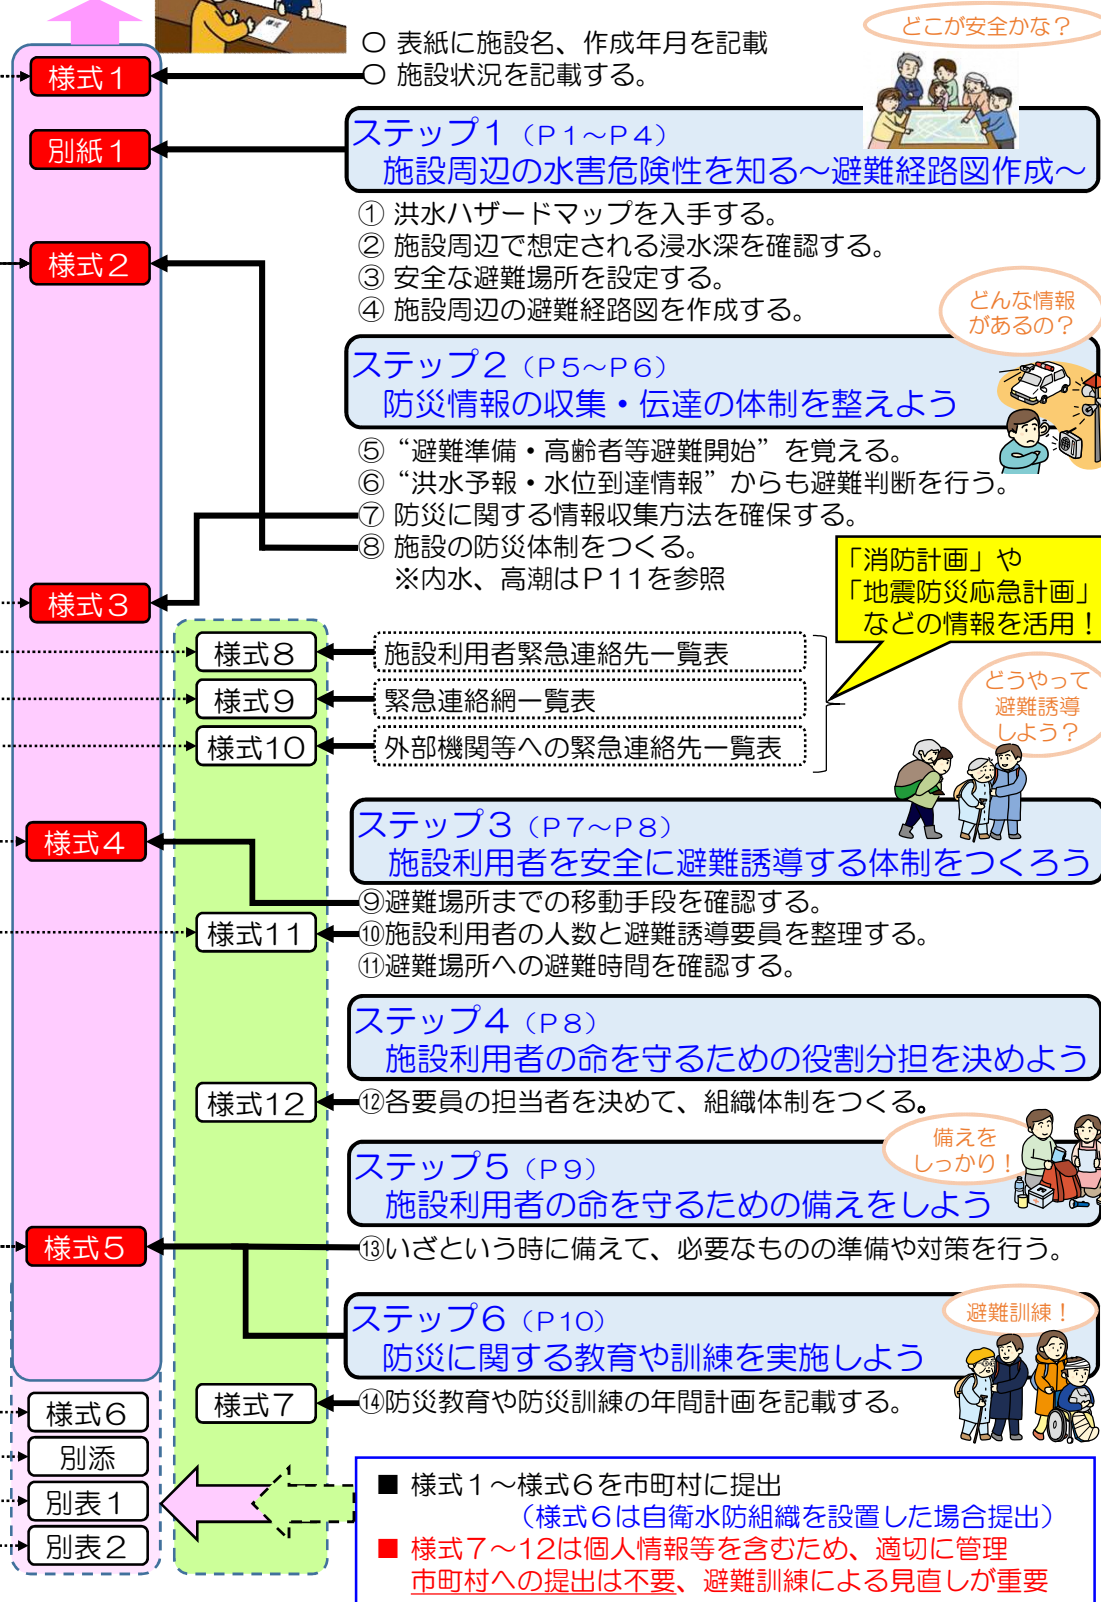 様式
どこが安全かな？
○ 表紙に施設名、作成年月を記載
○ 施設状況を記載する。
様式１
別紙１
ステップ１（Ｐ１～Ｐ４）
施設周辺の水害危険性を知る～避難経路図作成～
① 洪水ハザードマップを入手する。
② 施設周辺で想定される浸水深を確認する。
③ 安全な避難場所を設定する。
④ 施設周辺の避難経路図を作成する。
様式２
どんな情報
があるの？
ステップ２（Ｐ５～Ｐ６）
防災情報の収集・伝達の体制を整えよう
⑤ “避難準備・高齢者等避難開始”を覚える。
⑥ “洪水予報・水位到達情報”からも避難判断を行う。
⑦ 防災に関する情報収集方法を確保する。
⑧ 施設の防災体制をつくる。
※内水、高潮はＰ11を参照
「消防計画」や
「地震防災応急計画」
などの情報を活用！
様式３
様式８
施設利用者緊急連絡先一覧表
様式９
緊急連絡網一覧表
様式10
外部機関等への緊急連絡先一覧表
どうやって
避難誘導
しよう？
ステップ３（Ｐ７～Ｐ８）
施設利用者を安全に避難誘導する体制をつくろう
様式４
⑨避難場所までの移動手段を確認する。
様式11
⑩施設利用者の人数と避難誘導要員を整理する。
⑪避難場所への避難時間を確認する。
ステップ４（Ｐ８）
施設利用者の命を守るための役割分担を決めよう
様式12
⑫各要員の担当者を決めて、組織体制をつくる。
備えを
しっかり！
ステップ５（Ｐ９）
施設利用者の命を守るための備えをしよう
様式５
⑬いざという時に備えて、必要なものの準備や対策を行う。
避難訓練！
ステップ６（Ｐ10）
防災に関する教育や訓練を実施しよう
様式７
⑭防災教育や防災訓練の年間計画を記載する。
様式６
別添
別表１
別表２
■ 様式１～様式６を市町村に提出
（様式６は自衛水防組織を設置した場合提出）
■ 様式７～12は個人情報等を含むため、適切に管理
市町村への提出は不要、避難訓練による見直しが重要